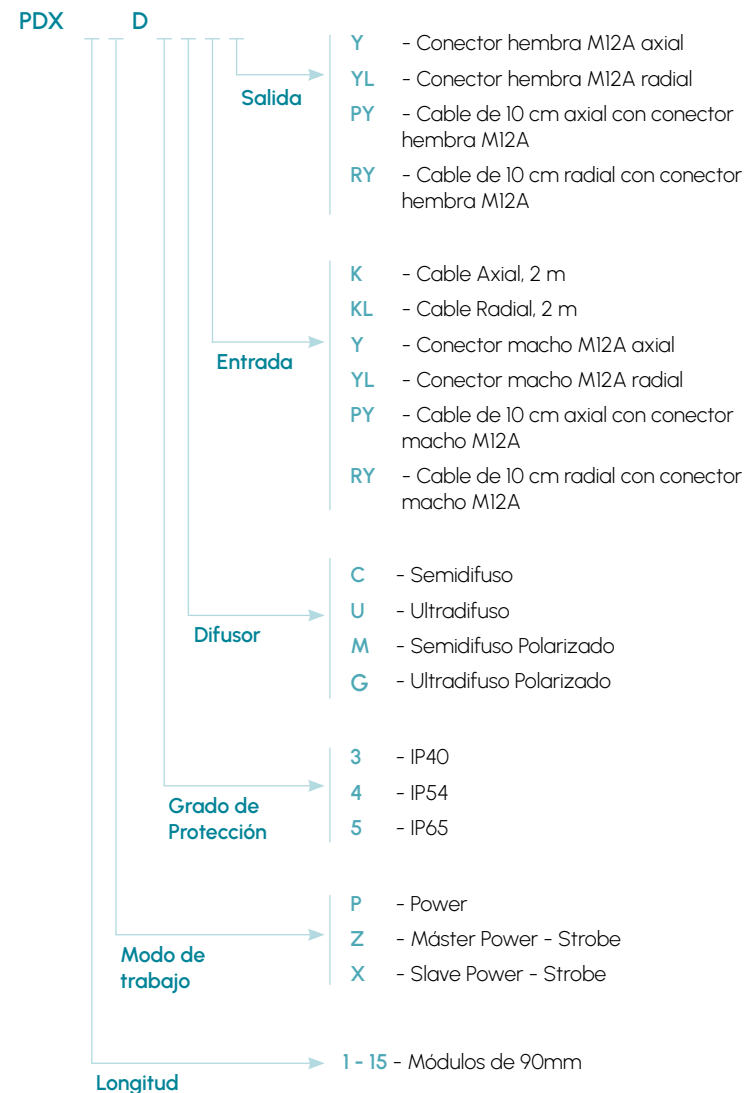 PDX D
Salida
Y - Conector hembra M12A axial
YL - Conector hembra M12A radial
PY - Cable de 10 cm axial con conector
hembra M12A
RY - Cable de 10 cm radial con conector
hembra M12A
Entrada
K - Cable Axial, 2 m
KL - Cable Radial, 2 m
Y - Conector macho M12A axial
YL - Conector macho M12A radial
PY - Cable de 10 cm axial con conector
macho M12A
RY - Cable de 10 cm radial con conector
macho M12A
Difusor
C - Semidifuso
U - Ultradifuso
M - Semidifuso Polarizado
G - Ultradifuso Polarizado
Grado de
Protección
3 - IP40
4 - IP54
5 - IP65
Modo de
trabajo
P - Power
Z - Máster Power - Strobe
X - Slave Power - Strobe
Longitud
1 - 15 - Módulos de 90mm